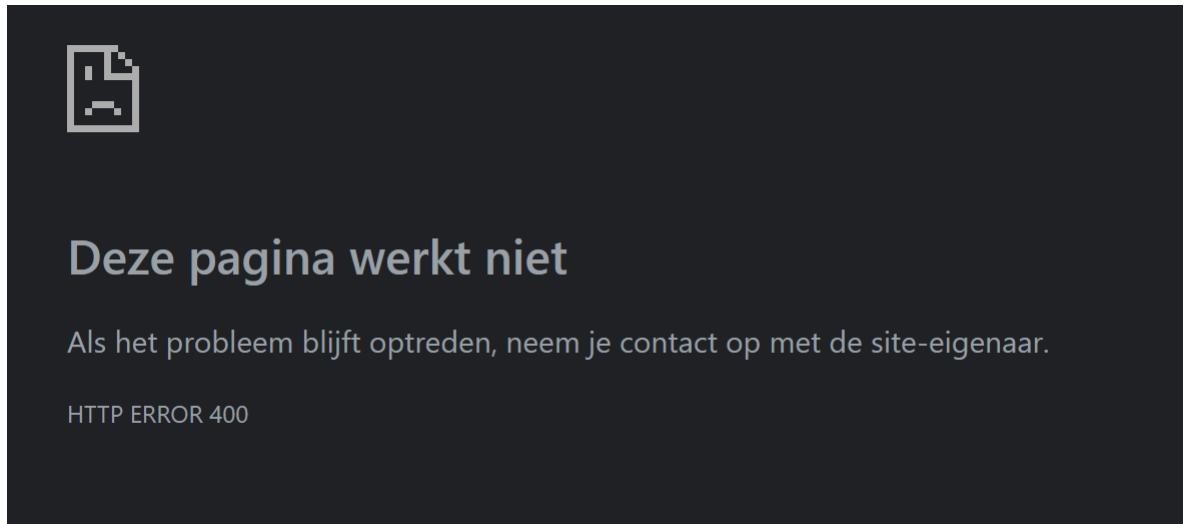 Deze pagina werkt niet
Als het probleem blijft optreden, neem je contact op met de site-eigenaar.
HTTP ERROR 400